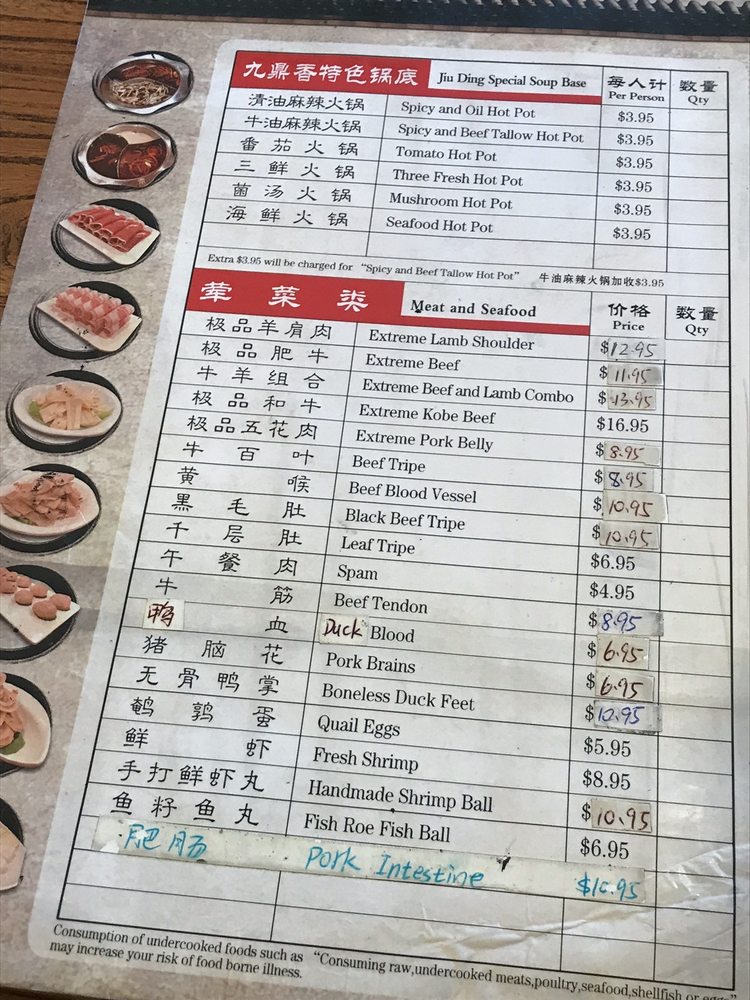 九鼎香特色锅底 Jiu Ding Special Soup Base 每人计 Per Person 数量 Qty
清油麻辣火锅 Spicy and Oil Hot Pot $3.95
牛油麻辣火锅 Spicy and Beef Tallow Hot Pot $3.95
番茄火锅 Tomato Hot Pot $3.95
三鲜火锅 Three Fresh Hot Pot $3.95
菌汤火锅 Mushroom Hot Pot $3.95
海鲜火锅 Seafood Hot Pot $3.95
Extra $3.95 will be charged for “Spicy and Beef Tallow Hot Pot” 牛油麻辣火锅加收$3.95
荤菜类 Meat and Seafood 价格 Price 数量 Qty
极品羊肩肉 Extreme Lamb Shoulder $12.95
极品肥牛 Extreme Beef $11.95
牛羊组合 Extreme Beef and Lamb Combo $13.95
极品和牛 Extreme Kobe Beef $16.95
极品五花肉 Extreme Pork Belly $8.95
牛百叶 Beef Tripe $8.95
黄喉 Beef Blood Vessel $10.95
黑毛肚 Black Beef Tripe $10.95
千层肚 Leaf Tripe $6.95
午餐肉 Spam $4.95
牛筋 Beef Tendon $8.95
鸭血 Duck Blood $6.95
猪脑花 Pork Brains $6.95
无骨鸭掌 Boneless Duck Feet $10.95
鹌鹑蛋 Quail Eggs $5.95
鲜虾 Fresh Shrimp $8.95
手打鲜虾丸 Handmade Shrimp Ball $10.95
鱼籽鱼丸 Fish Roe Fish Ball $6.95
肥肠 Pork Intestine $10.95
Consumption of undercooked foods such as “Consuming raw,undercooked meats,poultry,seafood,shellfish or eggs”
may increase your risk of food borne illness.